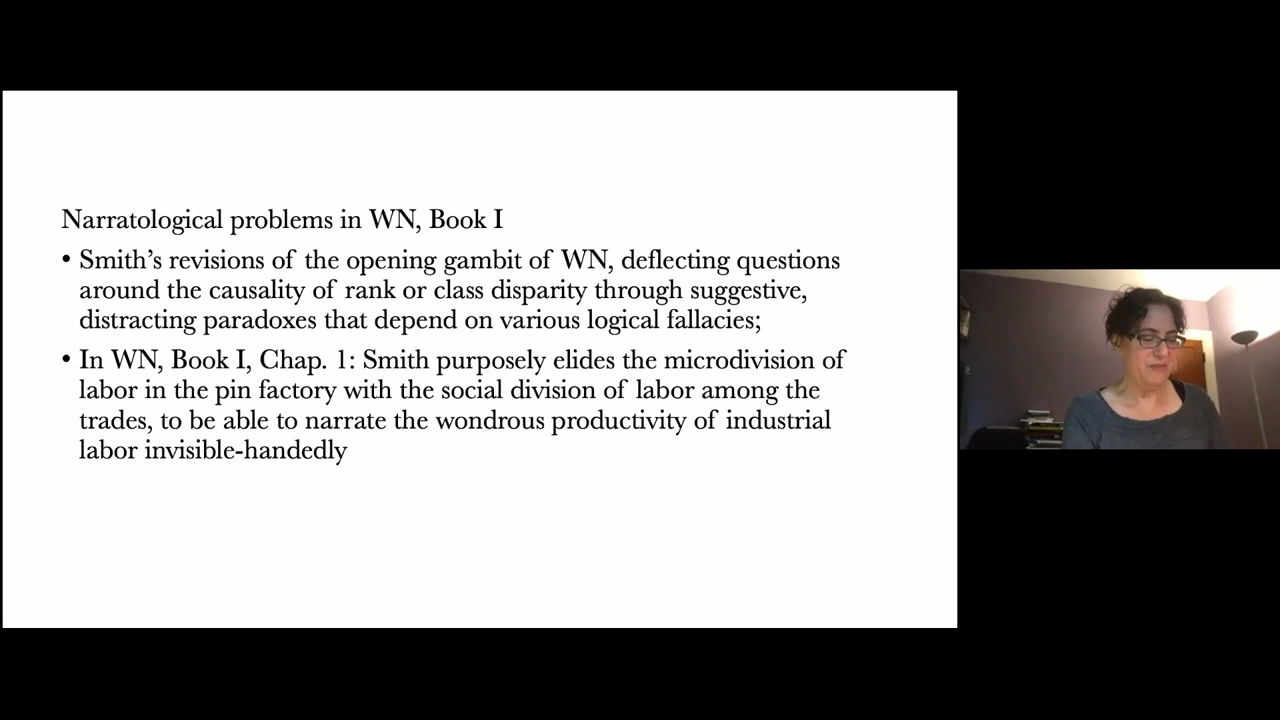 Narratological problems in WN, Book I
• Smith’s revisions of the opening gambit of WN, deflecting questions
around the causality of rank or class disparity through suggestive,
distracting paradoxes that depend on various logical fallacies;
• In WN, Book I, Chap. 1: Smith purposely elides the microdivision of
labor in the pin factory with the social division of labor among the
trades, to be able to narrate the wondrous productivity of industrial
labor invisible-handedly